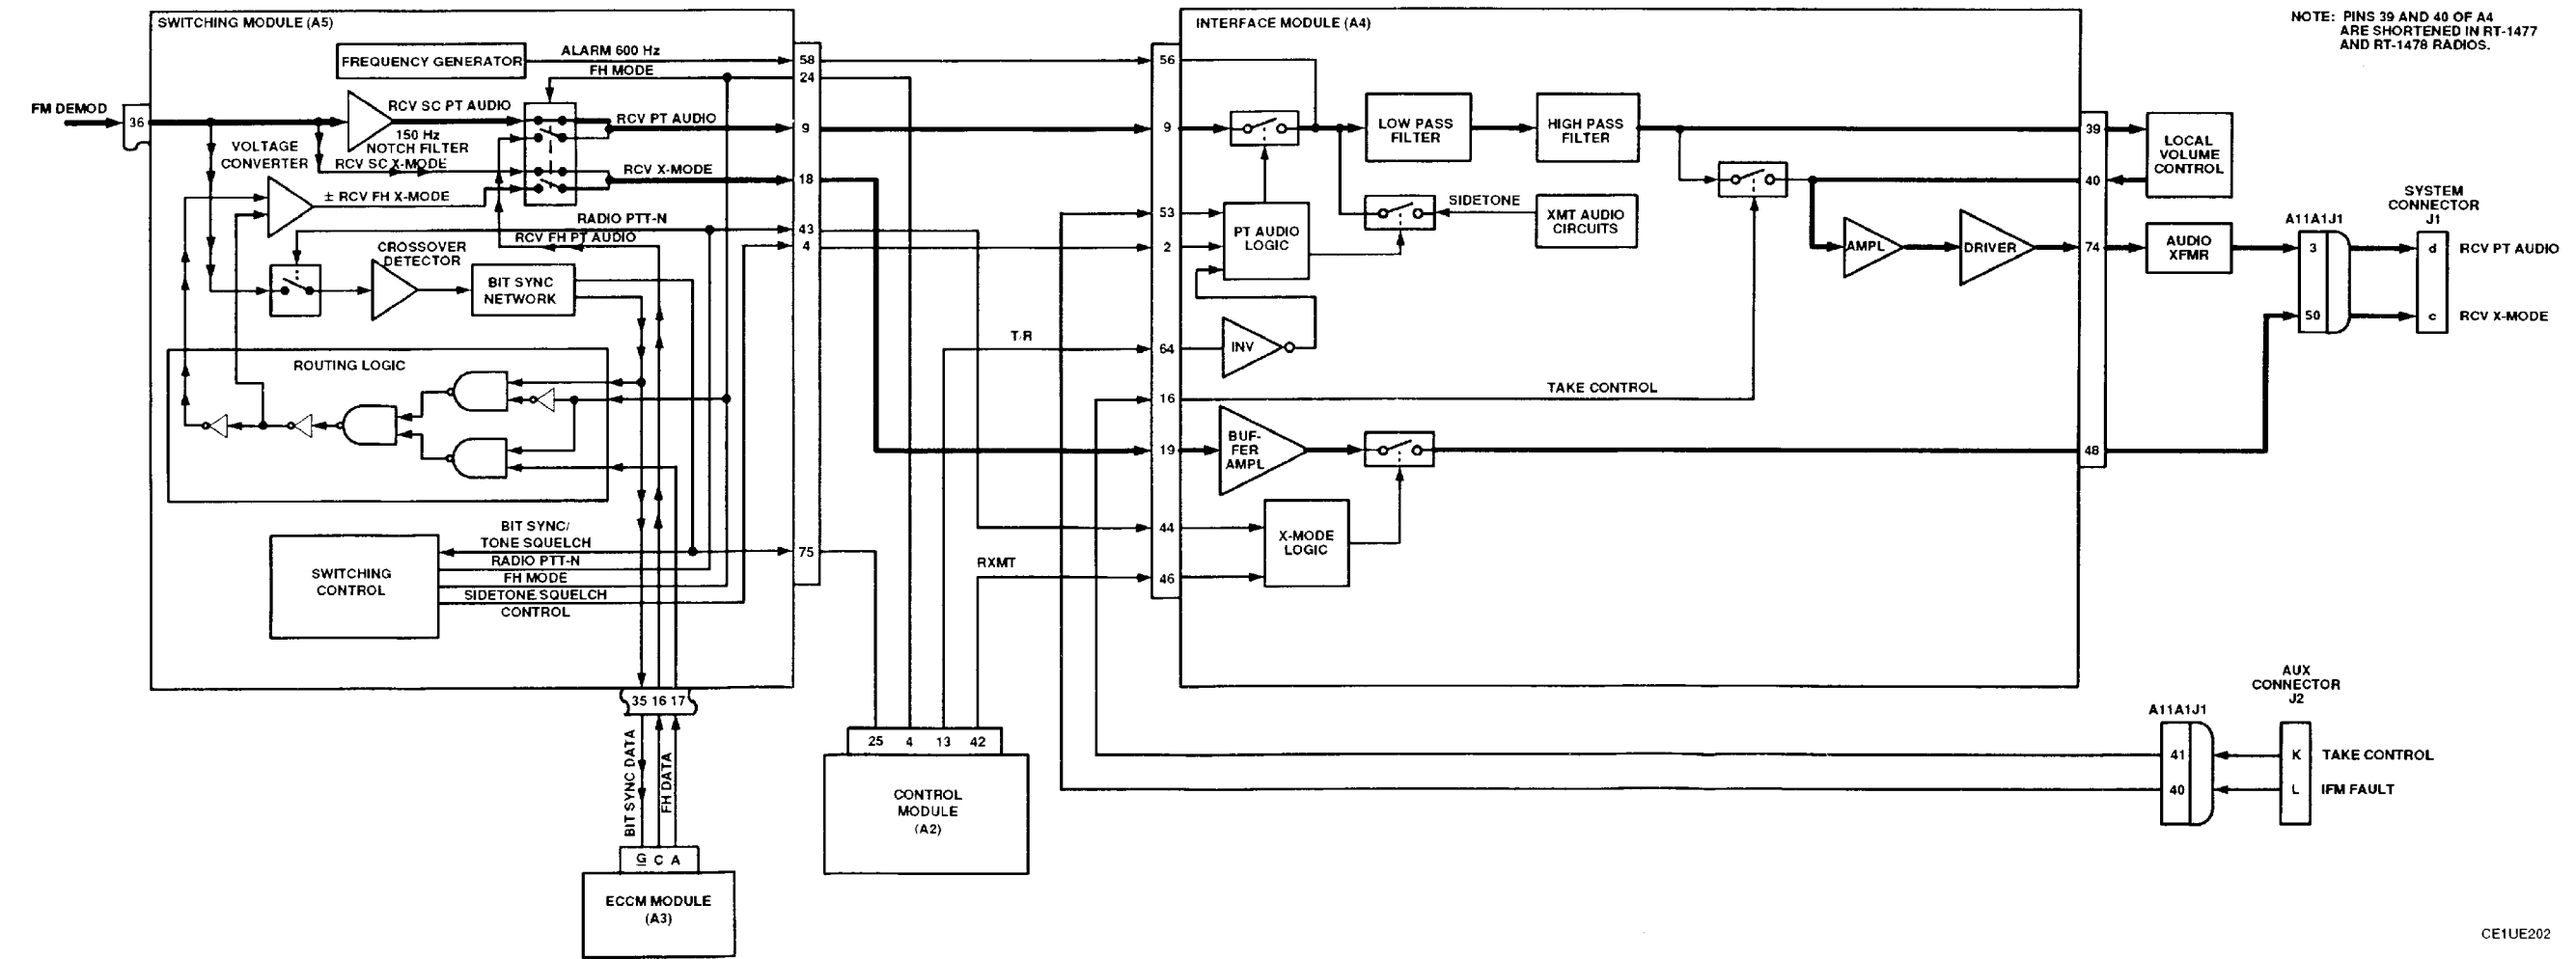 SWITCHING MODULE (A5)
FREQUENCY GENERATOR
ALARM 600 Hz
FH MODE
FM DEMOD
36
RCV SC PT AUDIO
150 Hz
NOTCH FILTER
VOLTAGE
CONVERTER
RCV SC X-MODE
± RCV FH X-MODE
RCV PT AUDIO
RCV X-MODE
RADIO PTT-N
RCV FH PT AUDIO
CROSSOVER
DETECTOR
BIT SYNC
NETWORK
ROUTING LOGIC
SWITCHING
CONTROL
BIT SYNC/
TONE SQUELCH
RADIO PTT-N
FH MODE
SIDETONE SQUELCH
CONTROL
58
24
9
18
43
4
75
35 16 17
BIT SYNC DATA
FH DATA
G C A
ECCM MODULE
(A3)
25 4 13 42
CONTROL
MODULE
(A2)
T/R
RXMT
INTERFACE MODULE (A4)
56
9
53
2
64
16
19
44
46
LOW PASS
FILTER
HIGH PASS
FILTER
PT AUDIO
LOGIC
SIDETONE
XMT AUDIO
CIRCUITS
INV
TAKE CONTROL
BUF-
FER
AMPL
X-MODE
LOGIC
AMPL
DRIVER
39
40
74
48
NOTE: PINS 39 AND 40 OF A4
ARE SHORTENED IN RT-1477
AND RT-1478 RADIOS.
LOCAL
VOLUME
CONTROL
AUDIO
XFMR
A11A1J1
3
50
SYSTEM
CONNECTOR
J1
d
RCV PT AUDIO
c
RCV X-MODE
AUX
CONNECTOR
J2
A11A1J1
41
K
TAKE CONTROL
40
L
IFM FAULT
CE1UE202